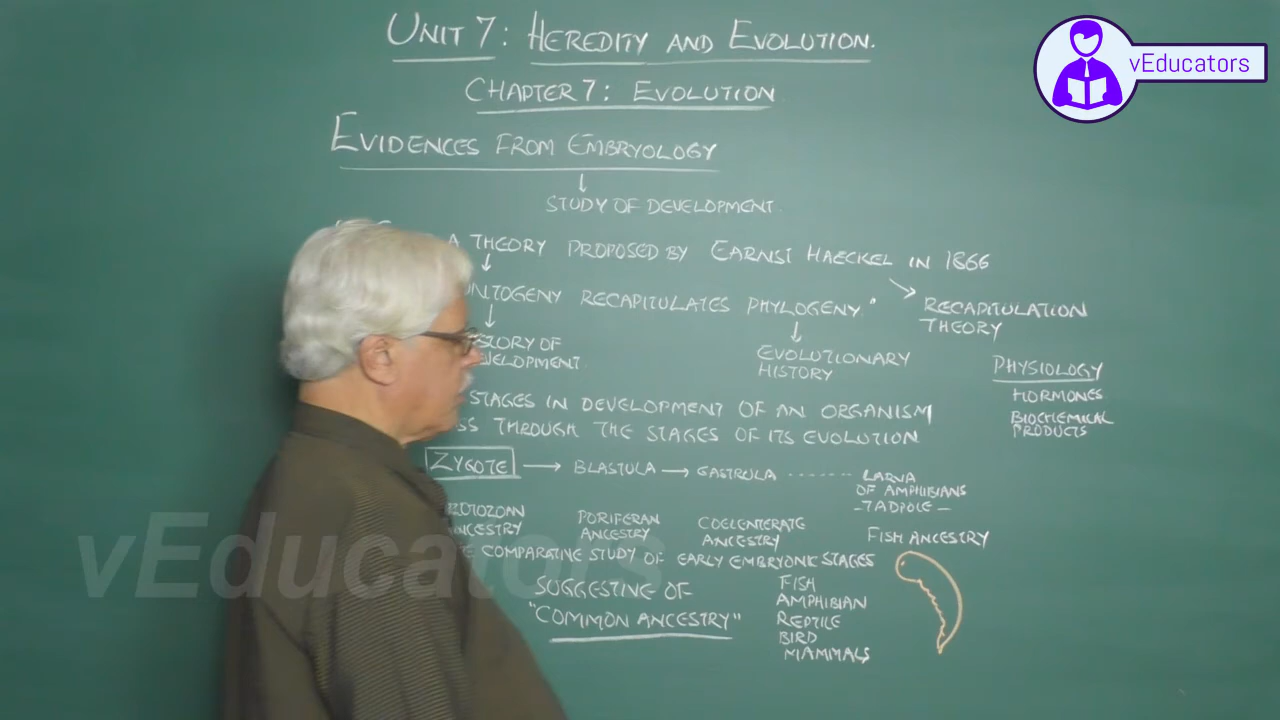 UNIT 7: HEREDITY AND EVOLUTION.
vEducators
CHAPTER 7: EVOLUTION
EVIDENCES FROM EMBRYOLOGY
STUDY OF DEVELOPMENT
A THEORY PROPOSED BY EARNST HAECKEL IN 1866
ONTOGENY RECAPITULATES PHYLOGENY."
RECAPITULATION
THEORY
OF
EVOLUTIONARY
HISTORY
PHYSIOLOGY
HORMONES
BIOCHEMICAL
PRODUCTS
STAGES IN DEVELOPMENT OF AN ORGANISM
THROUGH THE STAGES OF ITS EVOLUTION
ZYGOTE → BLASTULA → GASTRULA ------- LARVA
OF AMPHIBIANS
-TADPOLE-
PORIFERAN
ANCESTRY
COELENTERATE
ANCESTRY
FISH ANCESTRY
COMPARATIVE STUDY OF EARLY EMBRYONIC STAGES
SUGGESTING OF
"COMMON ANCESTRY"
FISH
AMPHIBIAN
REPTILE
BIRD
MAMMALS
vEducators